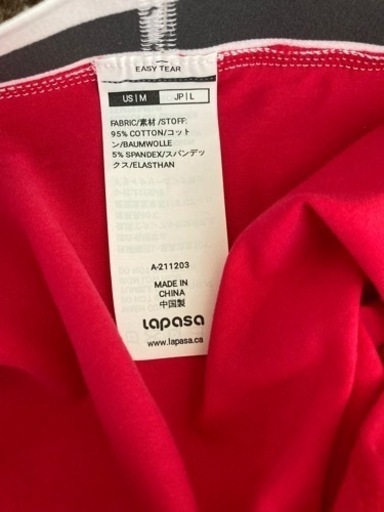 EASY TEAR
US|M JP|L
FABRIC/素材/STOFF:
95% COTTON/コット
ン/BAUMWOLLE
5% SPANDEX/スパンデッ
クス/ELASTHAN
A-211203
MADE IN
CHINA
中国製
lapasa
www.lapasa.ca